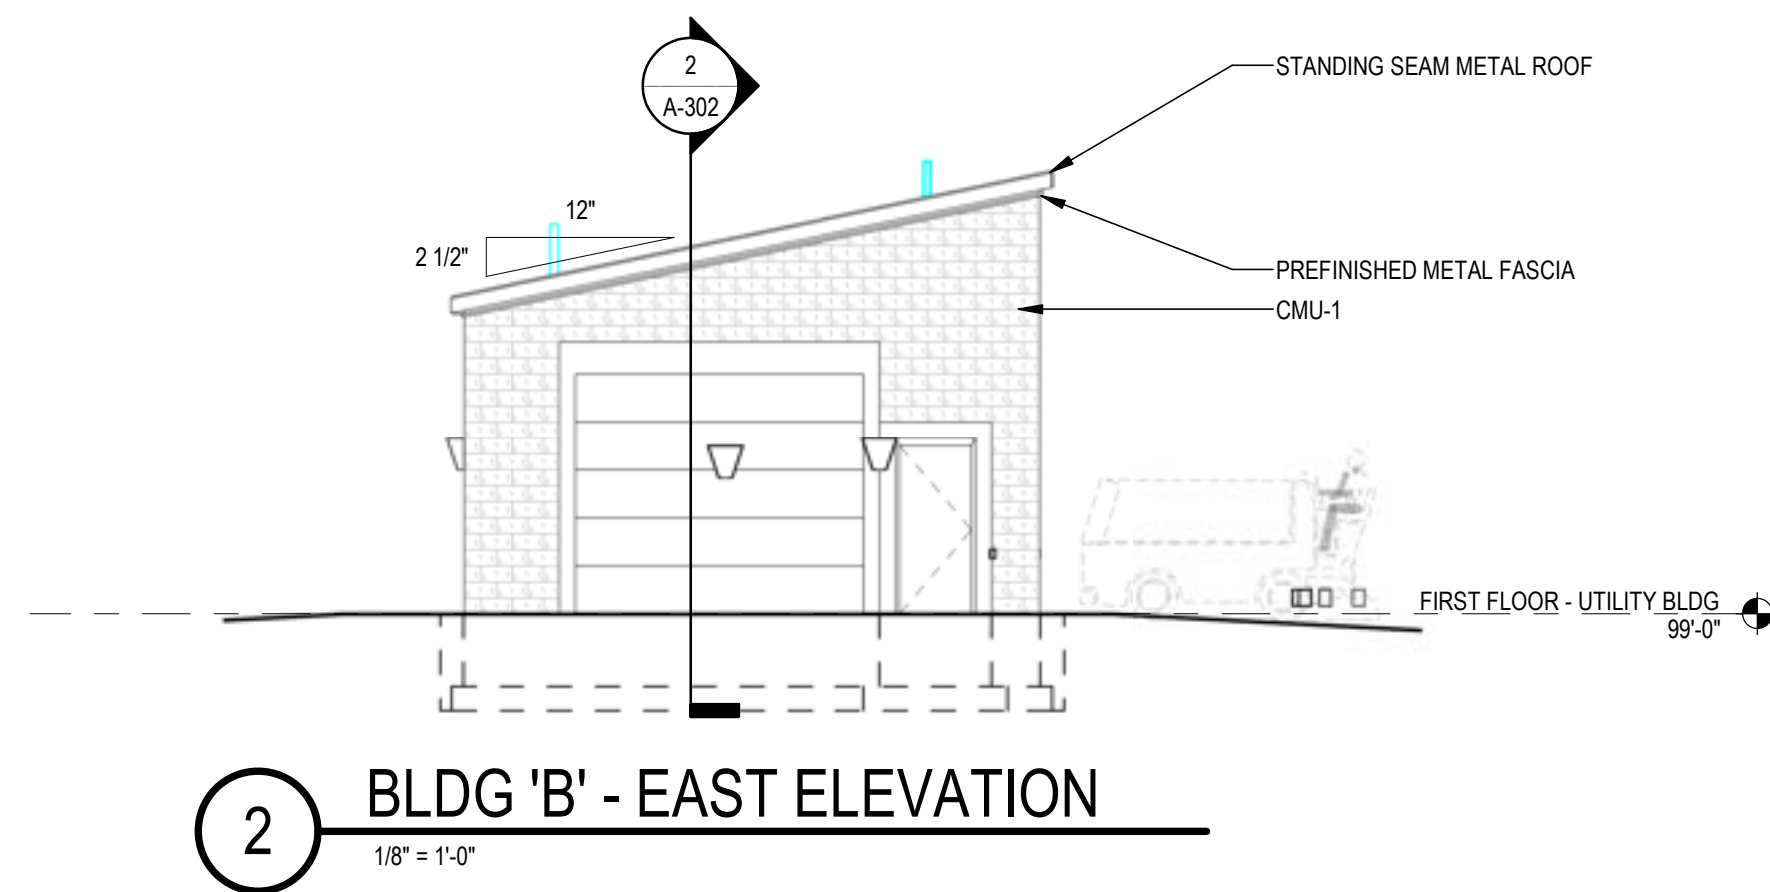 2
A-302
STANDING SEAM METAL ROOF
12"
2 1/2"
PREFINISHED METAL FASCIA
CMU-1
FIRST FLOOR - UTILITY BLDG
99'-0"
2
BLDG 'B' - EAST ELEVATION
1/8" = 1'-0"